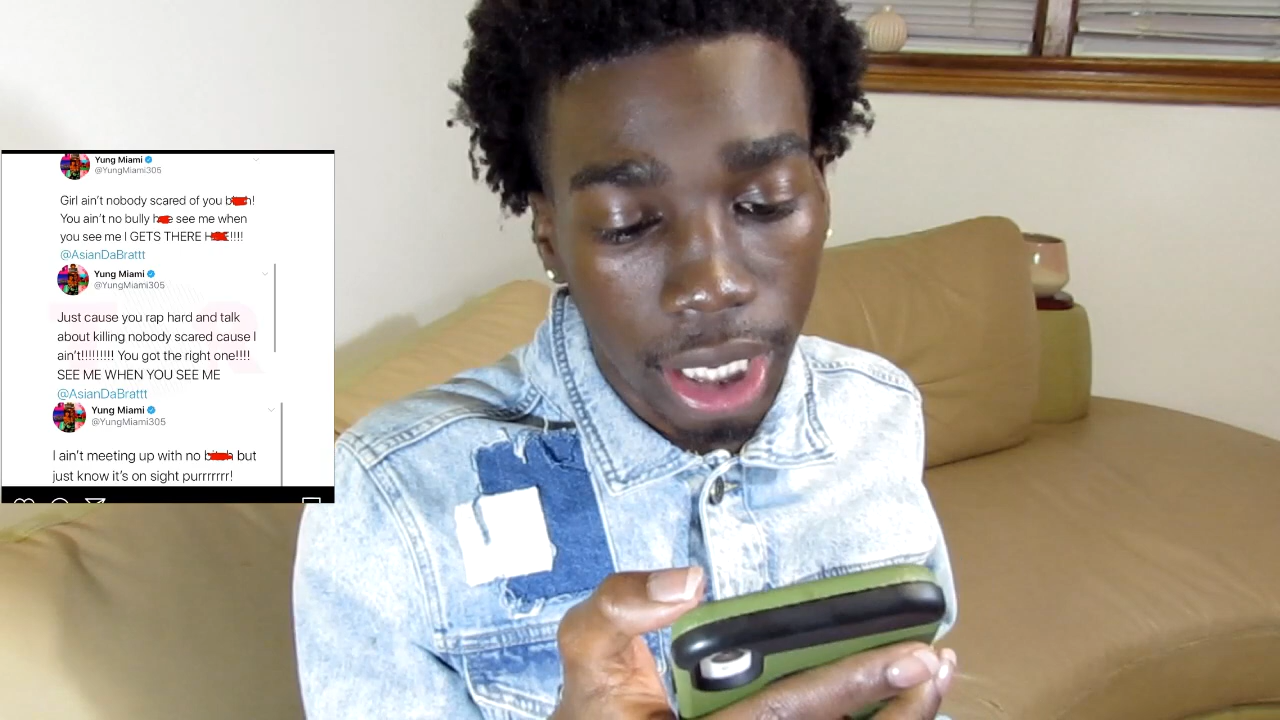 Yung Miami
@YungMiami305
Girl ain't nobody scared of you b h!
You ain't no bully h e see me when
you see me I GETS THERE H !!!!
@AsianDaBrattt
Yung Miami
@YungMiami305
Just cause you rap hard and talk
about killing nobody scared cause I
ain't!!!!!!!!! You got the right one!!!!
SEE ME WHEN YOU SEE ME
@AsianDaBrattt
Yung Miami
@YungMiami305
I ain't meeting up with no b h but
just know it's on sight purrrrrrr!